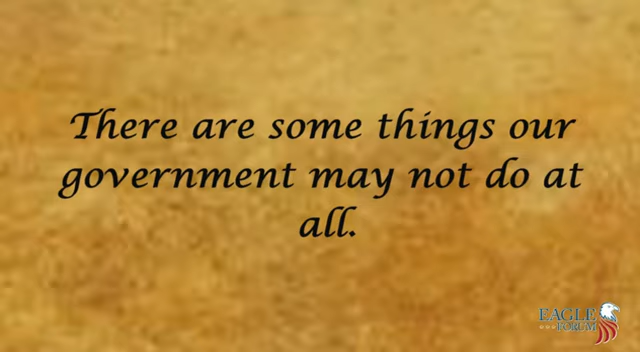 There are some things our
government may not do at
all.
EAGLE
FORUM